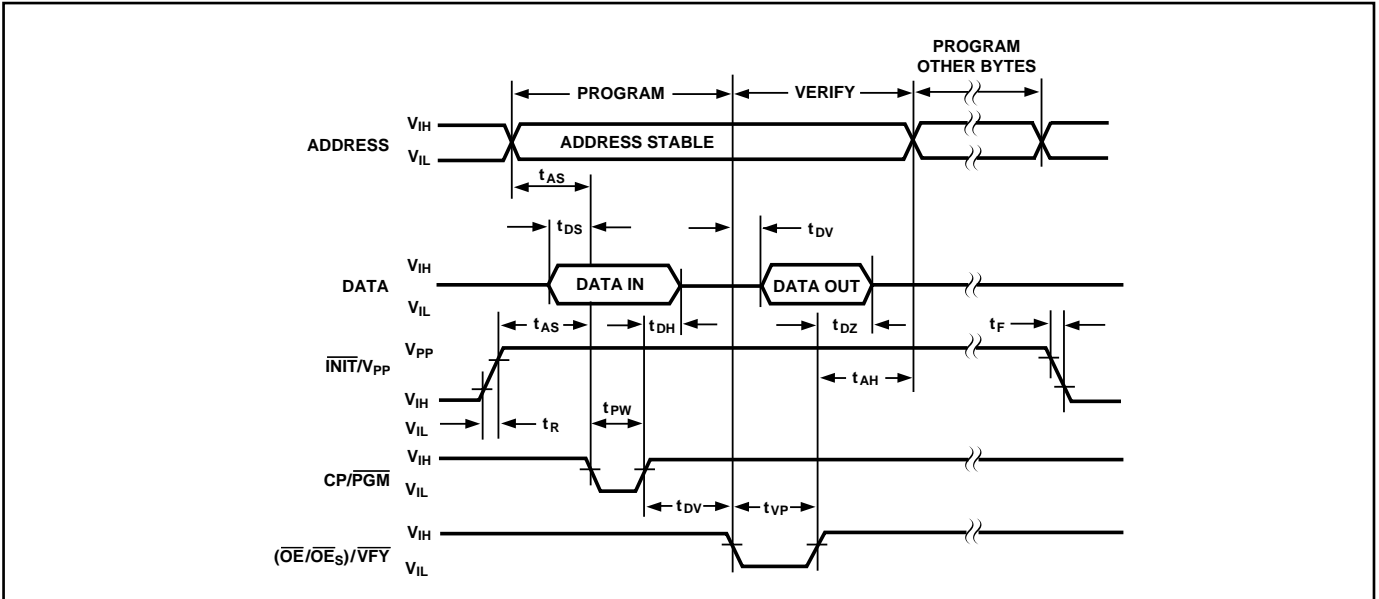 PROGRAM
OTHER BYTES
PROGRAM
VERIFY
ADDRESS
VIH
VIL
ADDRESS STABLE
tAS
tDS
tDV
DATA
VIH
VIL
DATA IN
DATA OUT
tAS
tDH
tDZ
tF
INIT/VPP
VPP
VIH
VIL
tAH
tPW
tR
CP/PGM
VIH
VIL
tDV
tVP
(OE/OES)/VFY
VIH
VIL